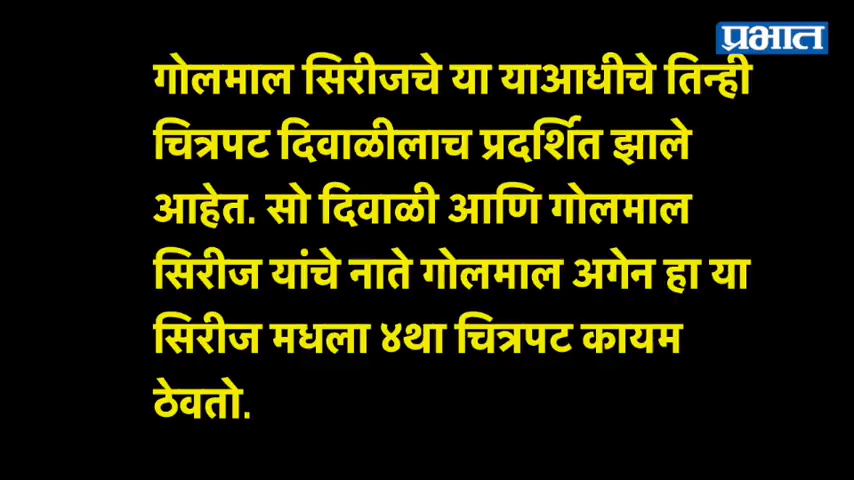 प्रभात
गोलमाल सिरीजचे या याआधीचे तिन्ही
चित्रपट दिवाळीलाच प्रदर्शित झाले
आहेत. सो दिवाळी आणि गोलमाल
सिरीज यांचे नाते गोलमाल अगेन हा या
सिरीज मधला ४था चित्रपट कायम
ठेवतो.